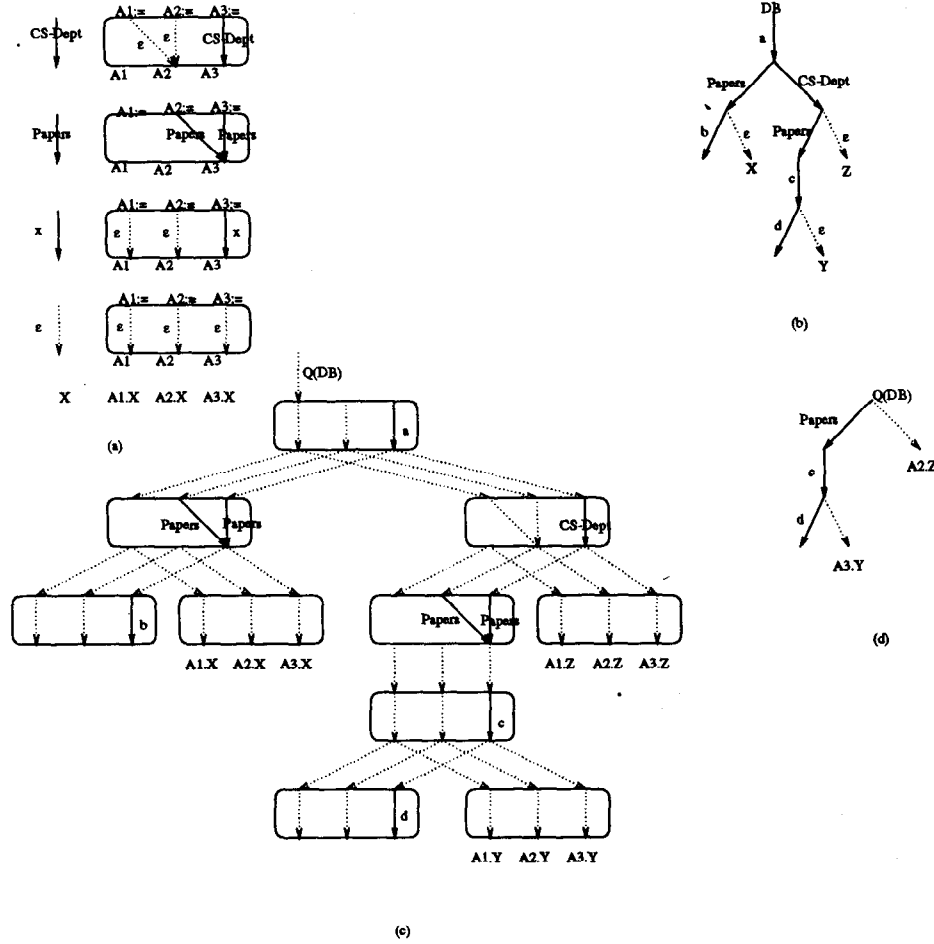 A1:= A2:= A3:=
CS-Dept ε ε CS-Dept
A1 A2 A3
A1:= A2:= A3:=
Papers Papers Papers
A1 A2 A3
A1:= A2:= A3:=
x ε ε x
A1 A2 A3
A1:= A2:= A3:=
ε ε ε ε
A1 A2 A3
X A1.X A2.X A3.X
(a)
DB
a
Papers CS-Dept
b ε Papers ε
X Z
c
d ε
Y
(b)
Q(DB)
a
Papers Papers CS-Dept
b Papers Papers
A1.X A2.X A3.X A1.Z A2.Z A3.Z
c
d
A1.Y A2.Y A3.Y
(c)
Q(DB)
Papers
A2.Z
c
d
A3.Y
(d)